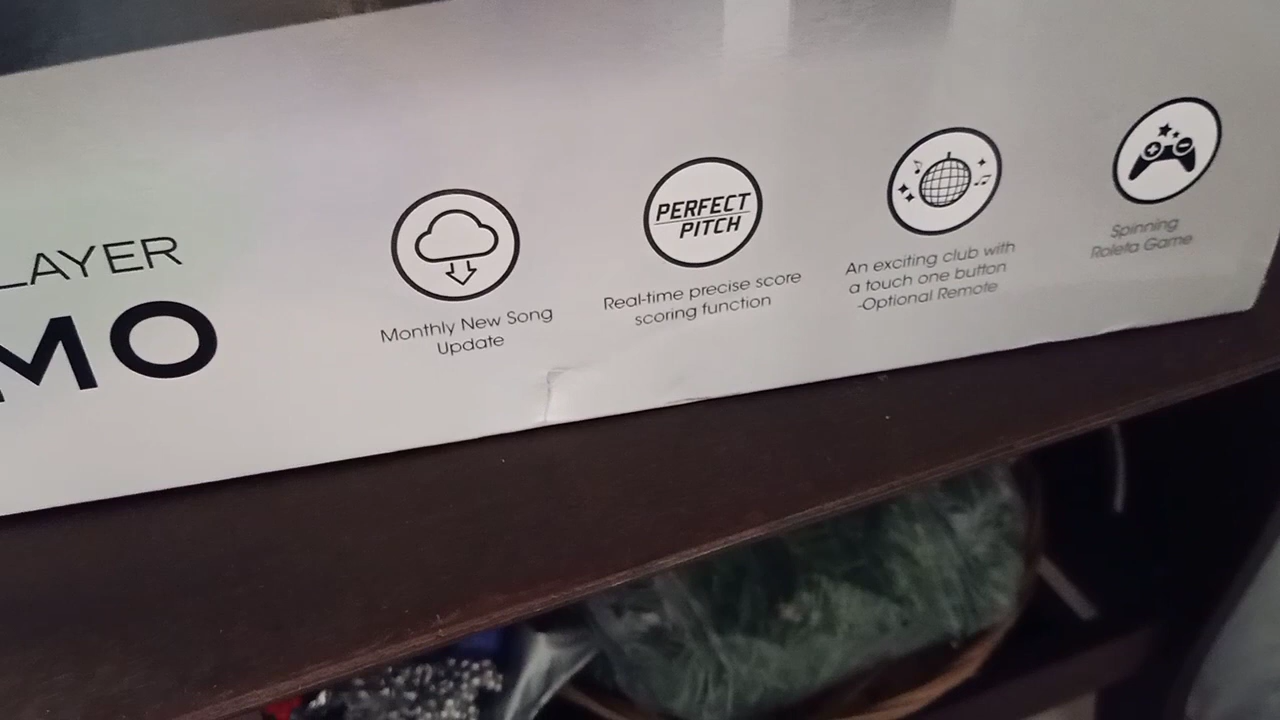 LAYER
MO
PERFECT
PITCH
Monthly New Song
Update
Real-time precise score
scoring function
An exciting club with
a touch one button
-Optional Remote
Spinning
Roleta Game